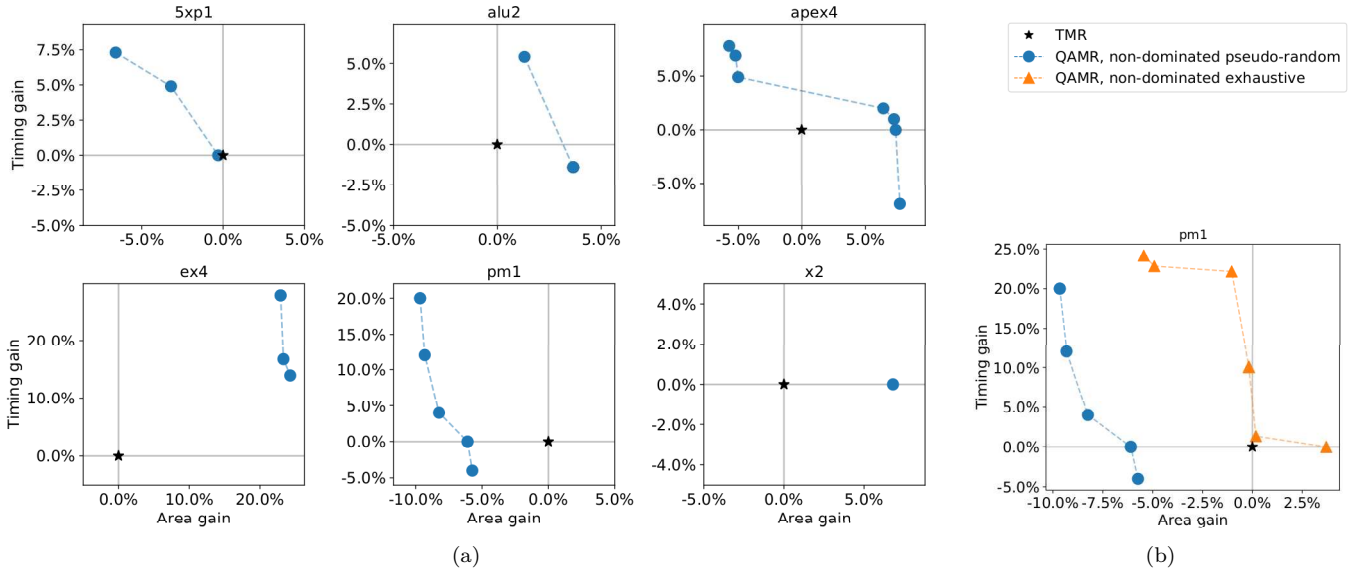 5xp1
7.5%
5.0%
2.5%
0.0%
-2.5%
-5.0%
-5.0% 0.0% 5.0%
Timing gain
alu2
7.5%
5.0%
2.5%
0.0%
-2.5%
-5.0%
-5.0% 0.0% 5.0%
apex4
5.0%
0.0%
-5.0%
-5.0% 0.0% 5.0%
TMR
QAMR, non-dominated pseudo-random
QAMR, non-dominated exhaustive
ex4
20.0%
10.0%
0.0%
0.0% 10.0% 20.0%
Timing gain
Area gain
pm1
20.0%
15.0%
10.0%
5.0%
0.0%
-5.0%
-10.0% -5.0% 0.0%
Area gain
x2
4.0%
2.0%
0.0%
-2.0%
-4.0%
-5.0% 0.0% 5.0%
Area gain
pm1
25.0%
20.0%
15.0%
10.0%
5.0%
0.0%
-5.0%
-10.0% -7.5% -5.0% -2.5% 0.0% 2.5%
Timing gain
Area gain
(a)
(b)